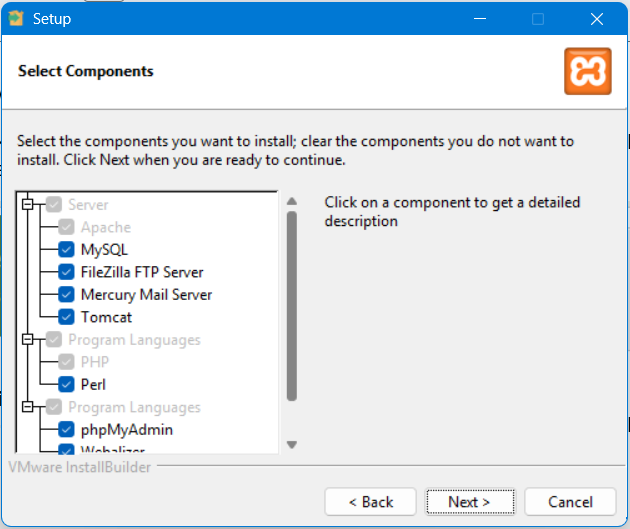 Setup
Select Components
Select the components you want to install; clear the components you do not want to
install. Click Next when you are ready to continue.
Server
Apache
MySQL
FileZilla FTP Server
Mercury Mail Server
Tomcat
Program Languages
PHP
Perl
Program Languages
phpMyAdmin
Webalizer
Click on a component to get a detailed
description
VMware InstallBuilder
< Back
Next >
Cancel